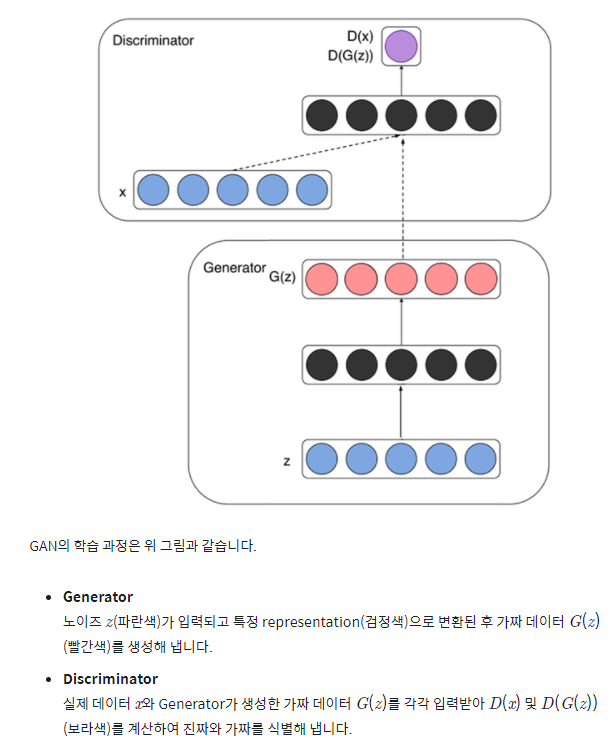 Discriminator
D(x)
D(G(z))
x
Generator
G(z)
z
GAN의 학습 과정은 위 그림과 같습니다.
• Generator
노이즈 z(파란색)가 입력되고 특정 representation(검정색)으로 변환된 후 가짜 데이터 G(z)
(빨간색)를 생성해 냅니다.
• Discriminator
실제 데이터 x와 Generator가 생성한 가짜 데이터 G(z)를 각각 입력받아 D(x) 및 D(G(z))
(보라색)를 계산하여 진짜와 가짜를 식별해 냅니다.